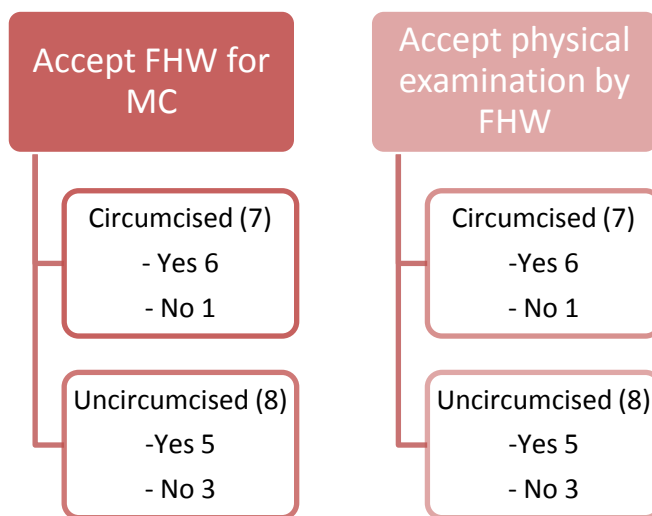 Accept FHW for
MC
Circumcised (7)
- Yes 6
- No 1
Uncircumcised (8)
-Yes 5
- No 3
Accept physical
examination by
FHW
Circumcised (7)
-Yes 6
- No 1
Uncircumcised (8)
-Yes 5
- No 3